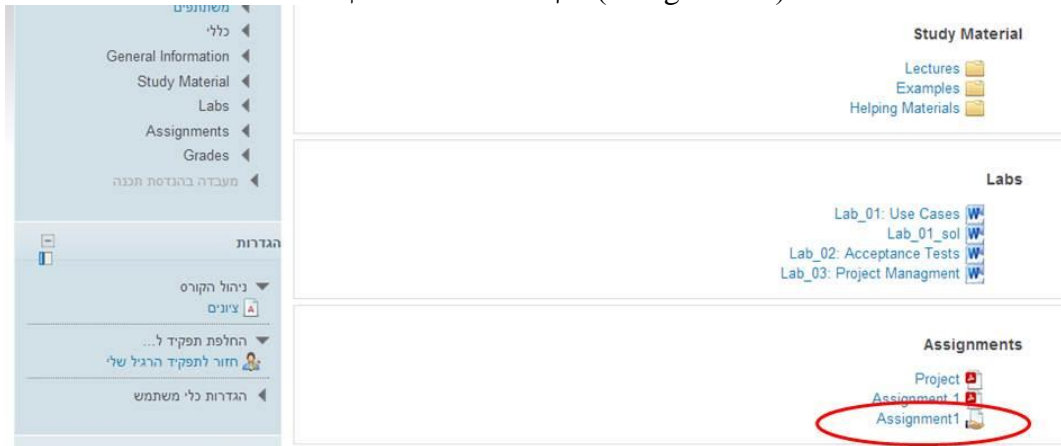 משתתפים
כללי
General Information
Study Material
Labs
Assignments
Grades
מעבדה בהנדסת תכנה
הגדרות
ניהול הקורס
ציונים
החלפת תפקיד ל...
חזור לתפקיד הרגיל שלי
הגדרות כלי משתמש
Study Material
Lectures
Examples
Helping Materials
Labs
Lab_01: Use Cases
Lab_01_sol
Lab_02: Acceptance Tests
Lab_03: Project Managment
Assignments
Project
Assignment 1
Assignment1